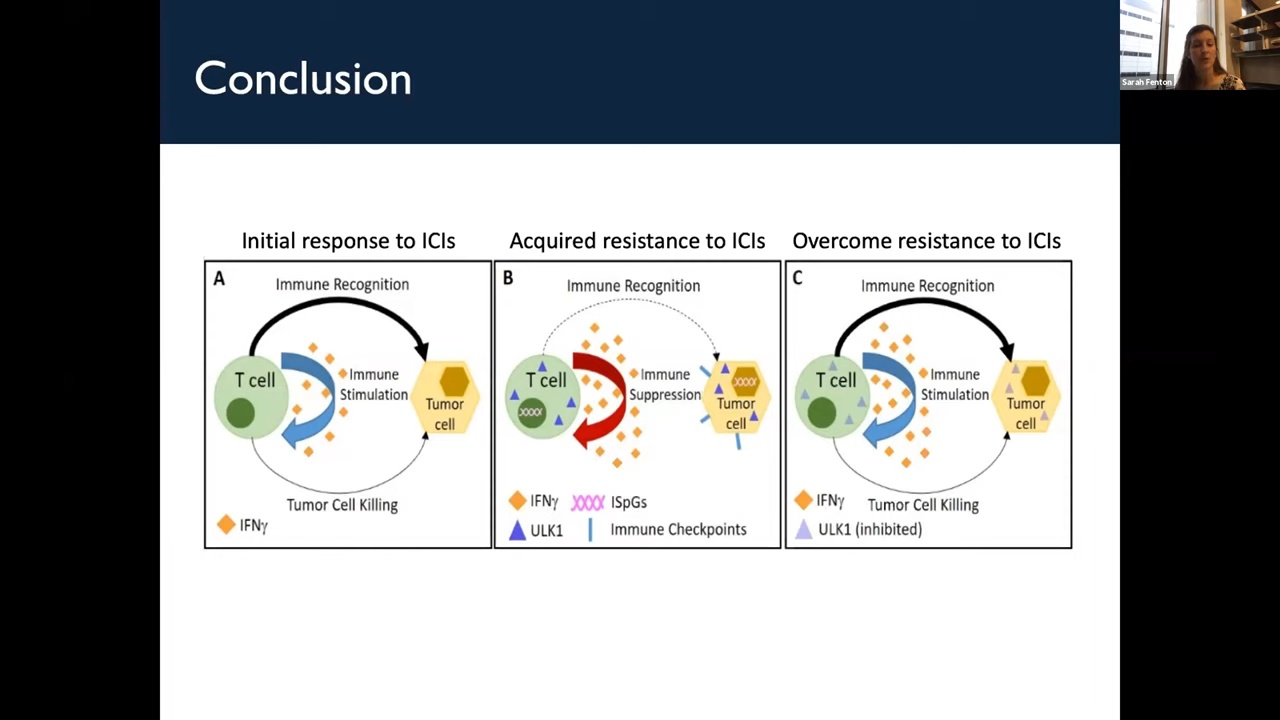 Conclusion
Sarah Fenton
Initial response to ICIs
Acquired resistance to ICIs
Overcome resistance to ICIs
A
Immune Recognition
T cell
Immune
Stimulation
Tumor
cell
Tumor Cell Killing
IFNγ
B
Immune Recognition
T cell
Immune
Suppression
Tumor
cell
IFNγ
ISpGs
ULK1
Immune Checkpoints
C
Immune Recognition
T cell
Immune
Stimulation
Tumor
cell
IFNγ
Tumor Cell Killing
ULK1 (inhibited)